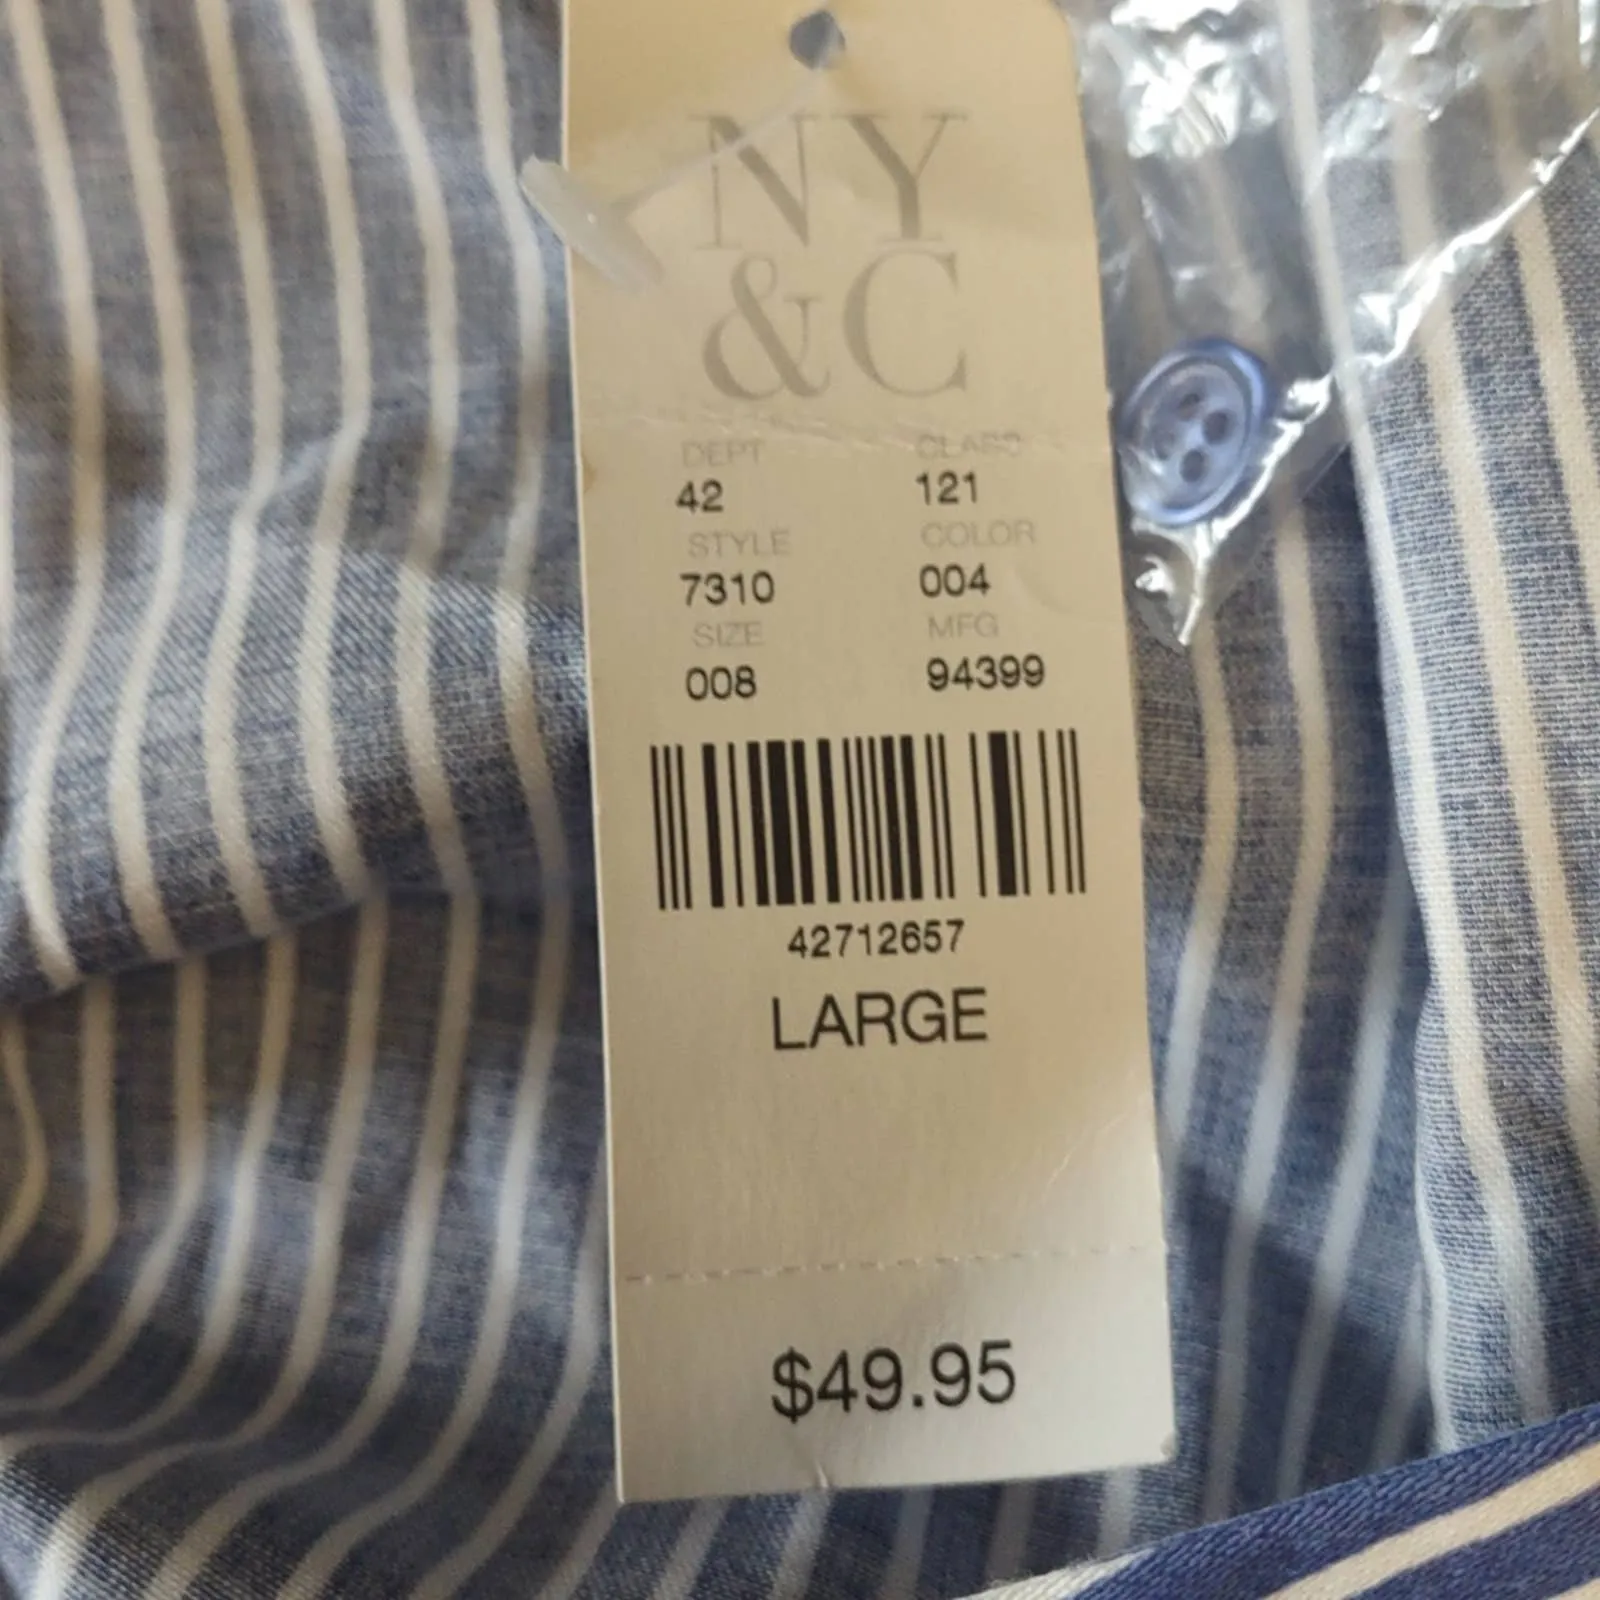 NY
&C
DEPT CLASS
42 121
STYLE COLOR
7310 004
SIZE MFG
008 94399
42712657
LARGE
$49.95